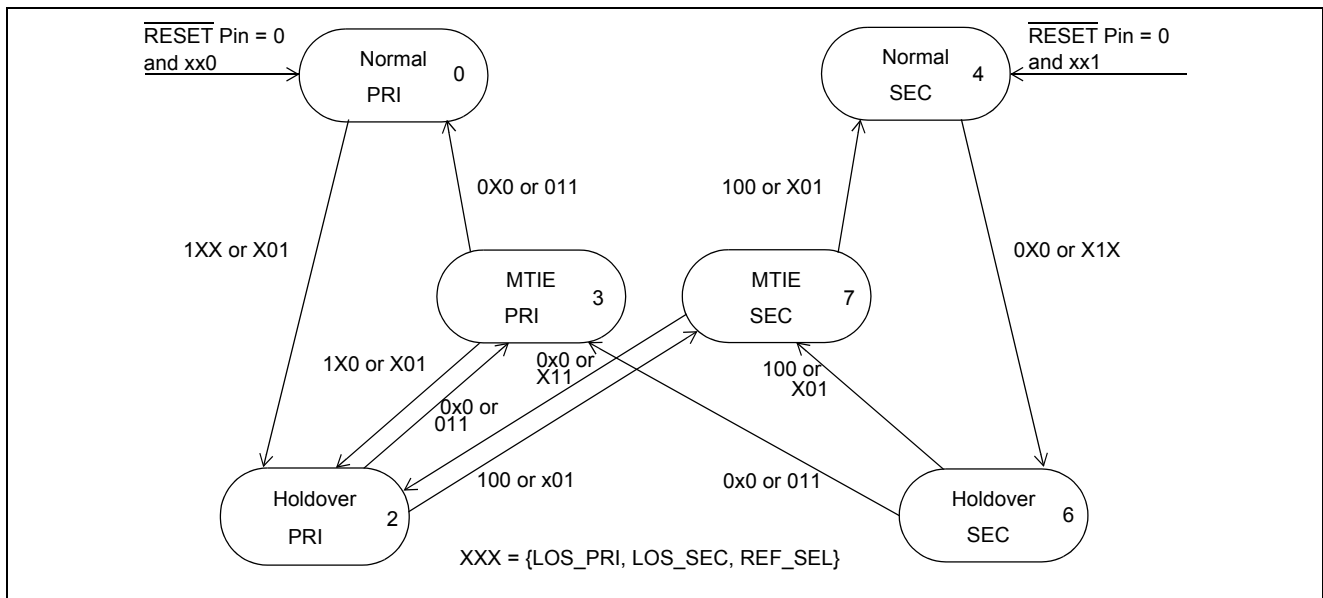 RESET Pin = 0
and xx0
Normal
0
PRI
Normal
4
SEC
RESET Pin = 0
and xx1
0X0 or 011
100 or X01
1XX or X01
0X0 or X1X
MTIE
3
PRI
MTIE
7
SEC
1X0 or X01
0x0 or
X11
100 or
X01
0x0 or
011
100 or x01
0x0 or 011
Holdover
2
PRI
Holdover
6
SEC
XXX = {LOS_PRI, LOS_SEC, REF_SEL}